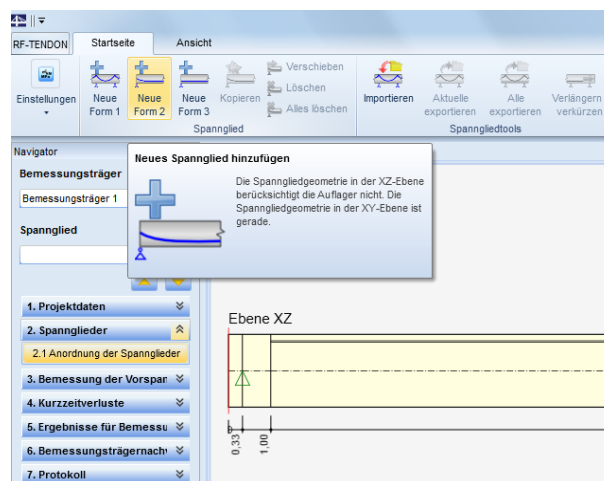 RF-TENDON Startseite Ansicht
Einstellungen
Neue Form 1
Neue Form 2
Neue Form 3
Kopieren
Verschieben
Löschen
Alles löschen
Importieren
Aktuelle exportieren
Alle exportieren
Verlängern verkürzen
Spannglied
Spanngliedtools
Navigator
Bemessungsträger
Bemessungsträger 1
Spannglied
Neues Spannglied hinzufügen
Die Spanngliedgeometrie in der XZ-Ebene
berücksichtigt die Auflager nicht. Die
Spanngliedgeometrie in der XY-Ebene ist
gerade.
1. Projektdaten
2. Spannglieder
2.1 Anordnung der Spannglieder
3. Bemessung der Vorspar
4. Kurzzeitverluste
5. Ergebnisse für Bemessu
6. Bemessungsträgernachv
7. Protokoll
Ebene XZ
0,33
1,00